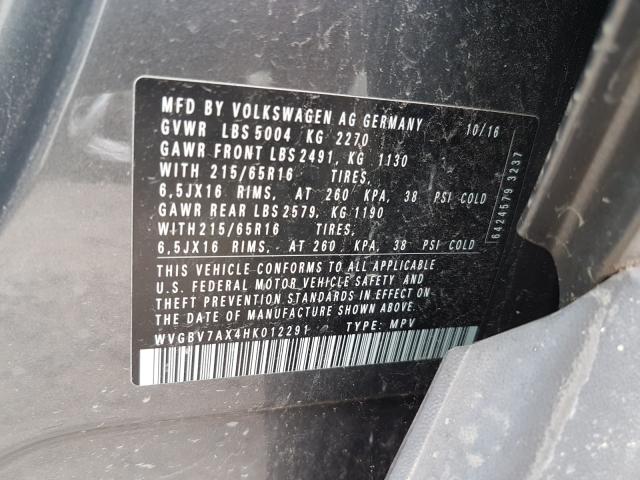 MFD BY VOLKSWAGEN AG GERMANY 10/16
GVWR LBS 5004 KG 2270
GAWR FRONT LBS 2491, KG 1130
WITH 215/65R16 TIRES,
6,5JX16 RIMS, AT 260 KPA, 38 PSI COLD
GAWR REAR LBS 2579, KG 1190
WITH 215/65R16 TIRES,
6,5JX16 RIMS, AT 260 KPA, 38 PSI COLD
THIS VEHICLE CONFORMS TO ALL APPLICABLE
U.S. FEDERAL MOTOR VEHICLE SAFETY AND
THEFT PREVENTION STANDARDS IN EFFECT ON
THE DATE OF MANUFACTURE SHOWN ABOVE.
WVGBV7AX4HK012291 TYPE: MPV
6424579 3237